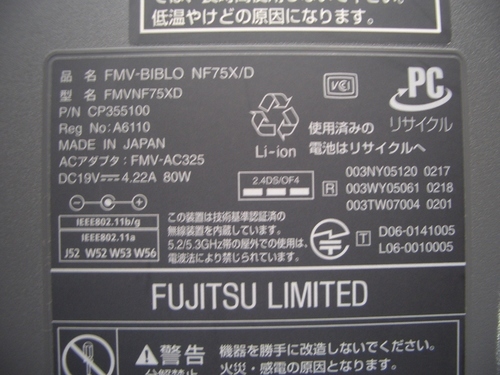 低温やけどの原因になります。
品 名 FMV-BIBLO NF75X/D
型 名 FMVNF75XD
P/N CP355100
Reg No: A6110
MADE IN JAPAN
ACアダプタ : FMV-AC325
DC19V 4.22A 80W
VCI
PC
リサイクル
Li-ion
使用済みの
電池はリサイクルへ
2.4DS/OF4
R 003NY05120 0217
003WY05061 0218
003TW07004 0201
IEEE802.11b/g
IEEE802.11a
J52 W52 W53 W56
この装置は技術基準認証済の
無線装置を内蔵しています。
5.2/5.3GHz帯の屋外での使用は、
電波法により禁じられています。
T D06-0141005
L06-0010005
FUJITSU LIMITED
警告
機器を勝手に改造しないでください。
火災・感電の原因となります。